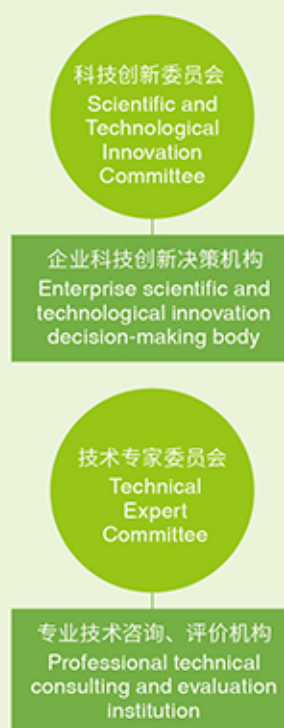 科技创新委员会
Scientific and
Technological
Innovation
Committee
企业科技创新决策机构
Enterprise scientific and
technological innovation
decision-making body
技术专家委员会
Technical
Expert
Committee
专业技术咨询、评价机构
Professional technical
consulting and evaluation
institution